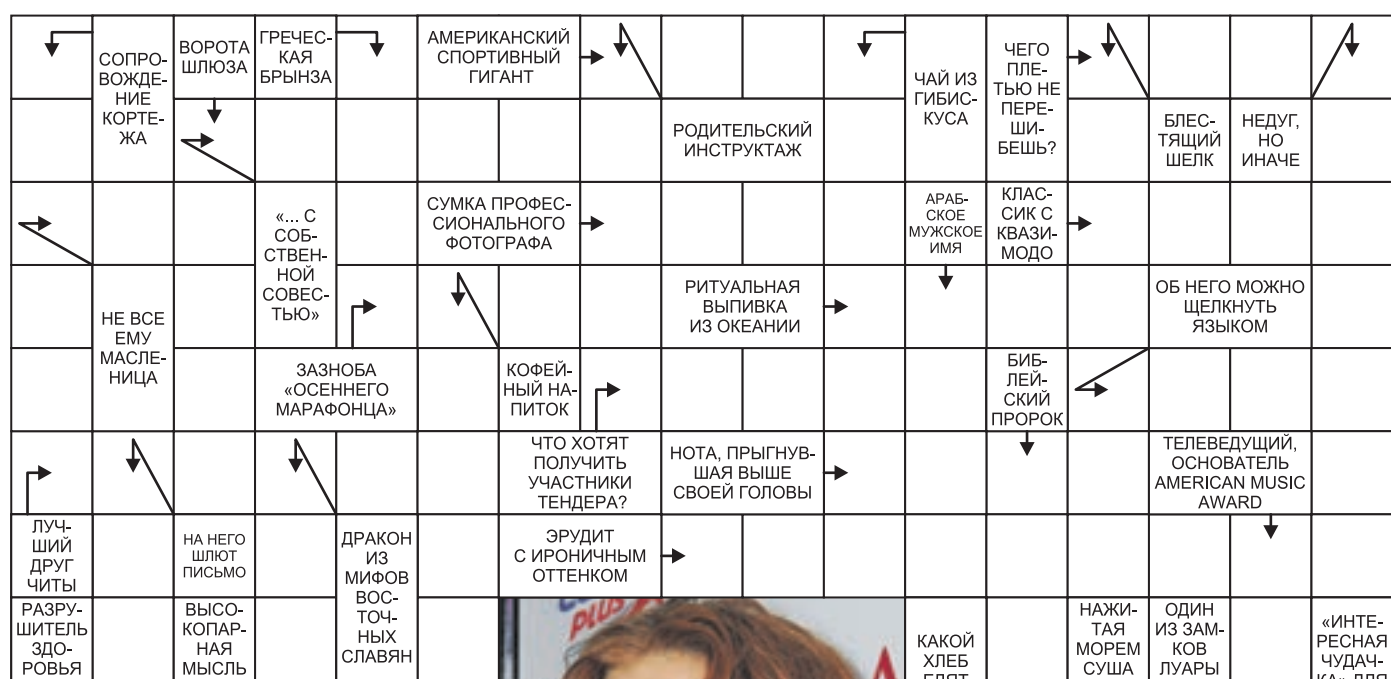 СОПРО-
ВОЖДЕ-
НИЕ
КОРТЕ-
ЖА
ВОРОТА
ШЛЮЗА
ГРЕЧЕС-
КАЯ
БРЫНЗА
АМЕРИКАНСКИЙ
СПОРТИВНЫЙ
ГИГАНТ
ЧАЙ ИЗ
ГИБИС-
КУСА
ЧЕГО
ПЛЕ-
ТЬЮ НЕ
ПЕРЕ-
ШИ-
БЕШЬ?
РОДИТЕЛЬСКИЙ
ИНСТРУКТАЖ
БЛЕС-
ТЯЩИЙ
ШЕЛК
НЕДУГ,
НО
ИНАЧЕ
«... С
СОБ-
СТВЕН-
НОЙ
СОВЕС-
ТЬЮ»
СУМКА ПРОФЕС-
СИОНАЛЬНОГО
ФОТОГРАФА
АРАБ-
СКОЕ
МУЖСКОЕ
ИМЯ
КЛАС-
СИК С
КВАЗИ-
МОДО
НЕ ВСЕ
ЕМУ
МАСЛЕ-
НИЦА
РИТУАЛЬНАЯ
ВЫПИВКА
ИЗ ОКЕАНИИ
ОБ НЕГО МОЖНО
ЩЕЛКНУТЬ
ЯЗЫКОМ
ЗАЗНОБА
«ОСЕННЕГО
МАРАФОНЦА»
КОФЕЙ-
НЫЙ НА-
ПИТОК
БИБ-
ЛЕЙ-
СКИЙ
ПРОРОК
ЧТО ХОТЯТ
ПОЛУЧИТЬ
УЧАСТНИКИ
ТЕНДЕРА?
НОТА, ПРЫГНУВ-
ШАЯ ВЫШЕ
СВОЕЙ ГОЛОВЫ
ТЕЛЕВЕДУЩИЙ,
ОСНОВАТЕЛЬ
AMERICAN MUSIC
AWARD
ЛУЧ-
ШИЙ
ДРУГ
ЧИТЫ
НА НЕГО
ШЛЮТ
ПИСЬМО
ДРАКОН
ИЗ
МИФОВ
ВОС-
ТОЧ-
НЫХ
СЛАВЯН
ЭРУДИТ
С ИРОНИЧНЫМ
ОТТЕНКОМ
РАЗРУ-
ШИТЕЛЬ
ЗДО-
РОВЬЯ
ВЫСО-
КОПАР-
НАЯ
МЫСЛЬ
PLUS
КАКОЙ
ХЛЕБ
ЕДЯТ
НАЖИ-
ТАЯ
МОРЕМ
СУША
ОДИН
ИЗ ЗАМ-
КОВ
ЛУАРЫ
«ИНТЕ-
РЕСНАЯ
ЧУДАЧ-
КА» ДЛЯ